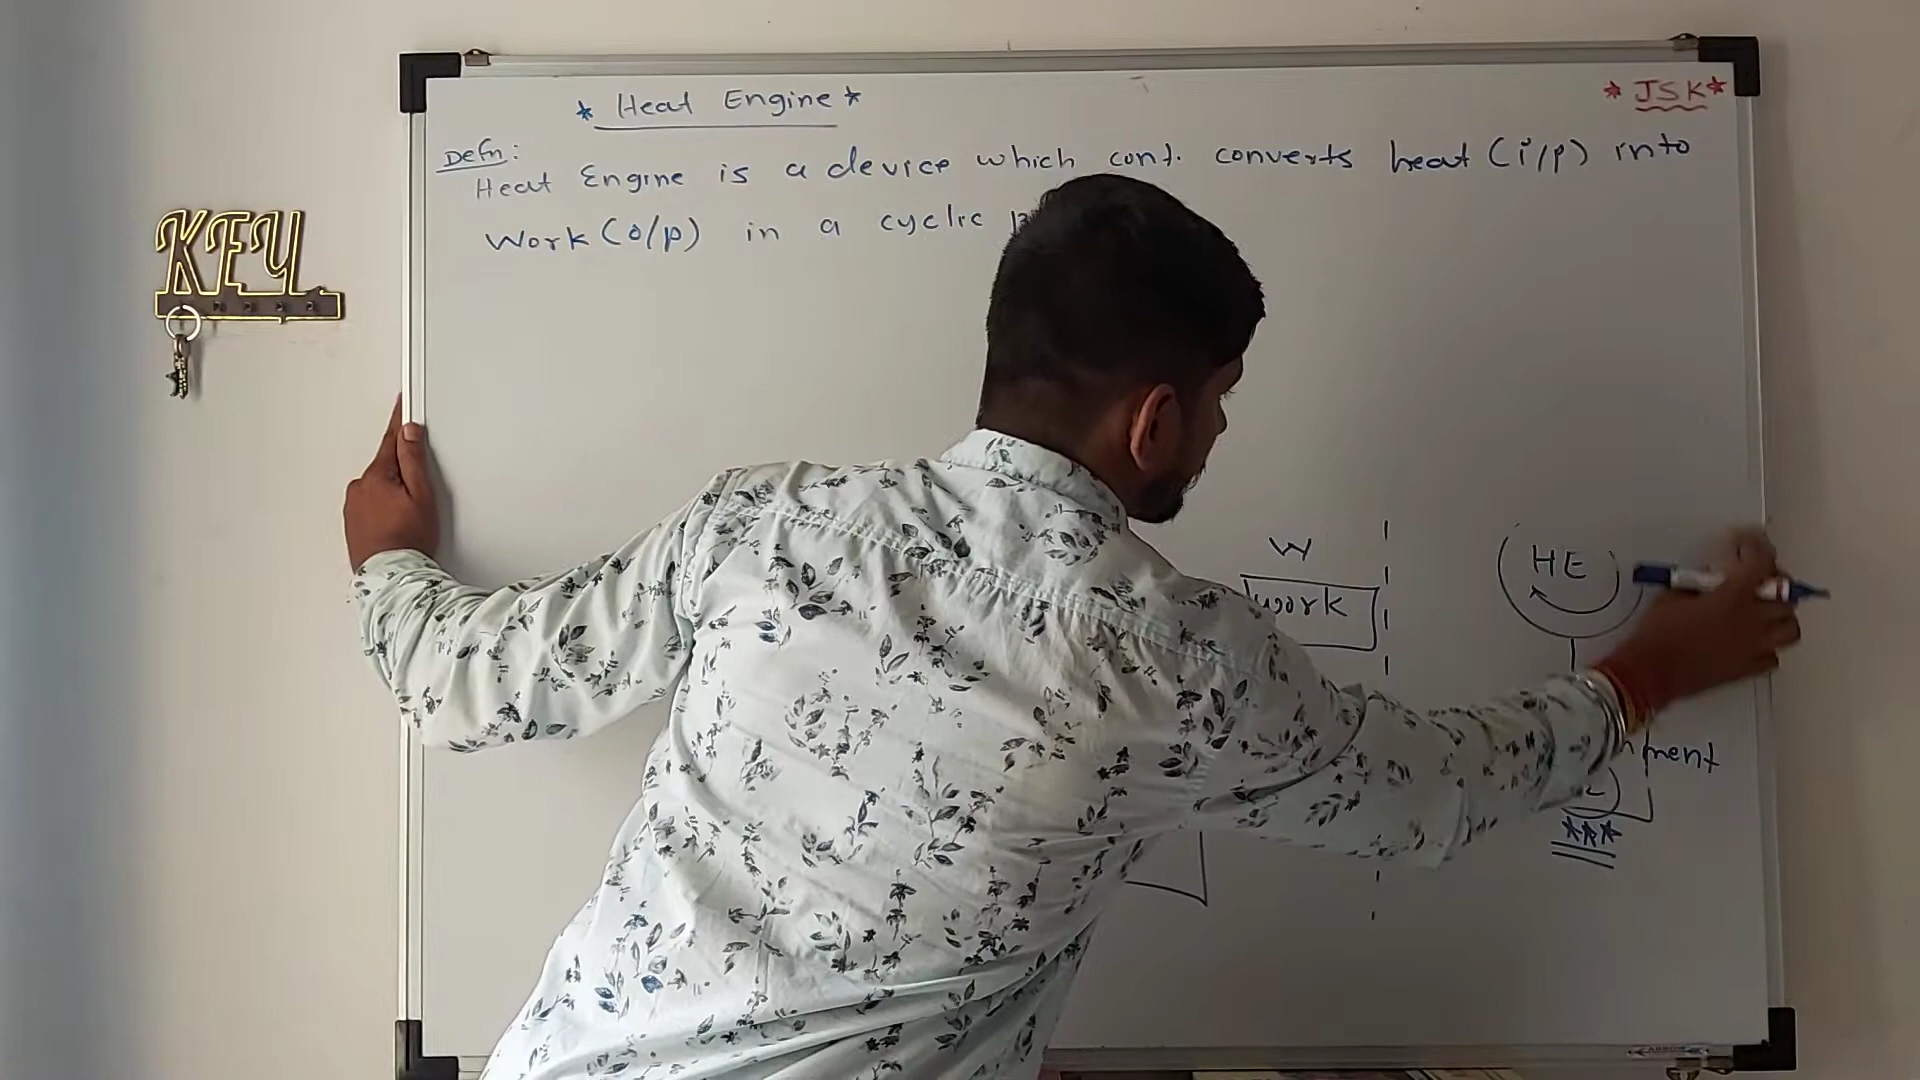 * Heat Engine *
* JSK *
Defn:
Heat Engine is a device which cont. converts heat (i/p) into
Work (o/p) in a cyclic
KEY
W
work
HE
ment
***